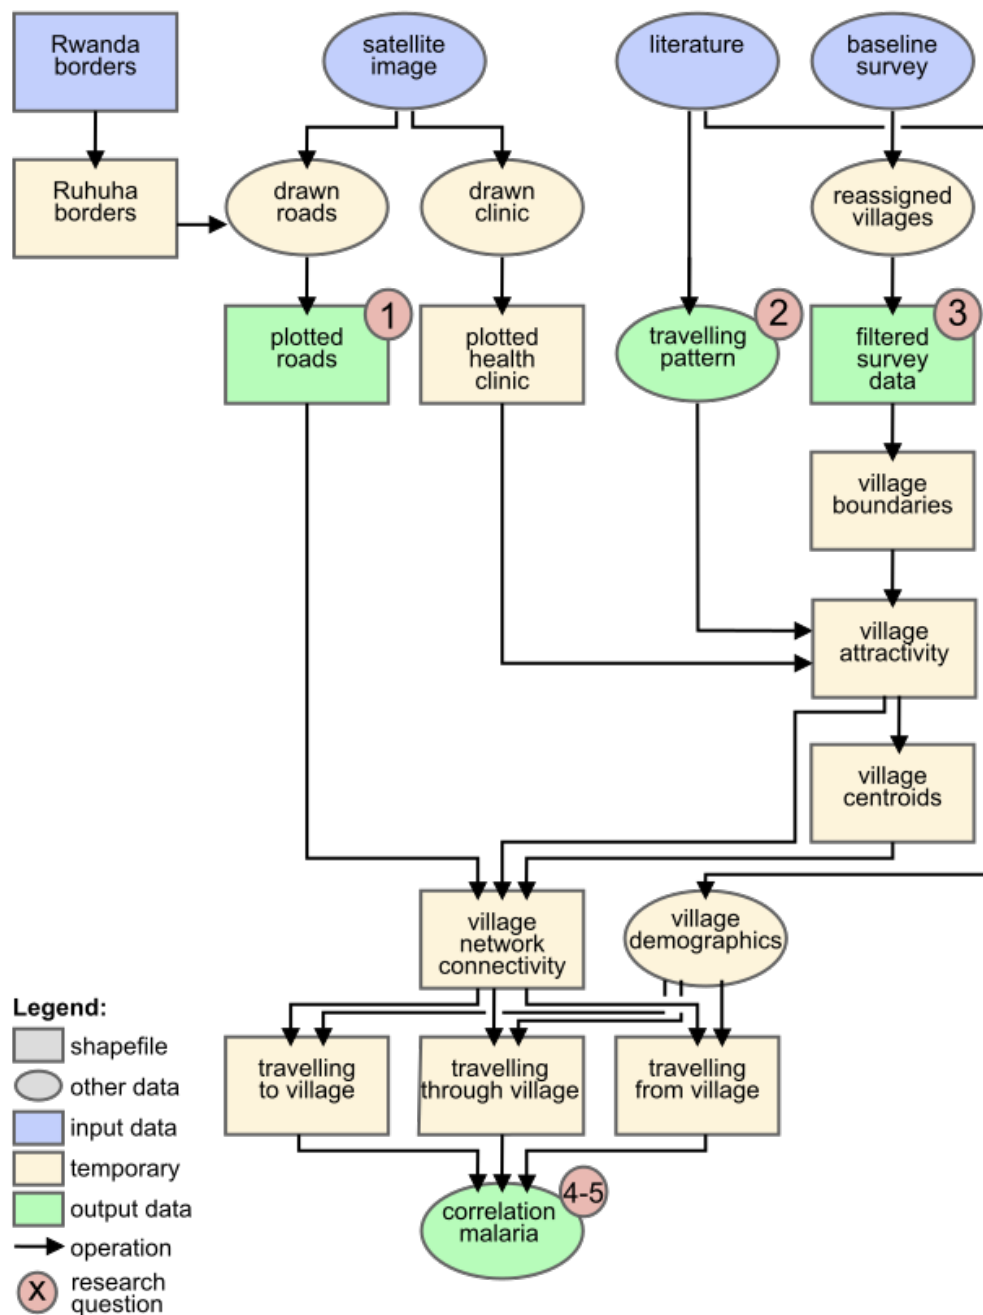 Rwanda
borders
satellite
image
literature
baseline
survey
Ruhuha
borders
drawn
roads
drawn
clinic
reassigned
villages
1
plotted
roads
plotted
health
clinic
2
travelling
pattern
3
filtered
survey
data
village
boundaries
village
attractivity
village
centroids
village
network
connectivity
village
demographics
travelling
to village
travelling
through village
travelling
from village
4-5
correlation
malaria
Legend:
shapefile
other data
input data
temporary
output data
operation
X
research
question